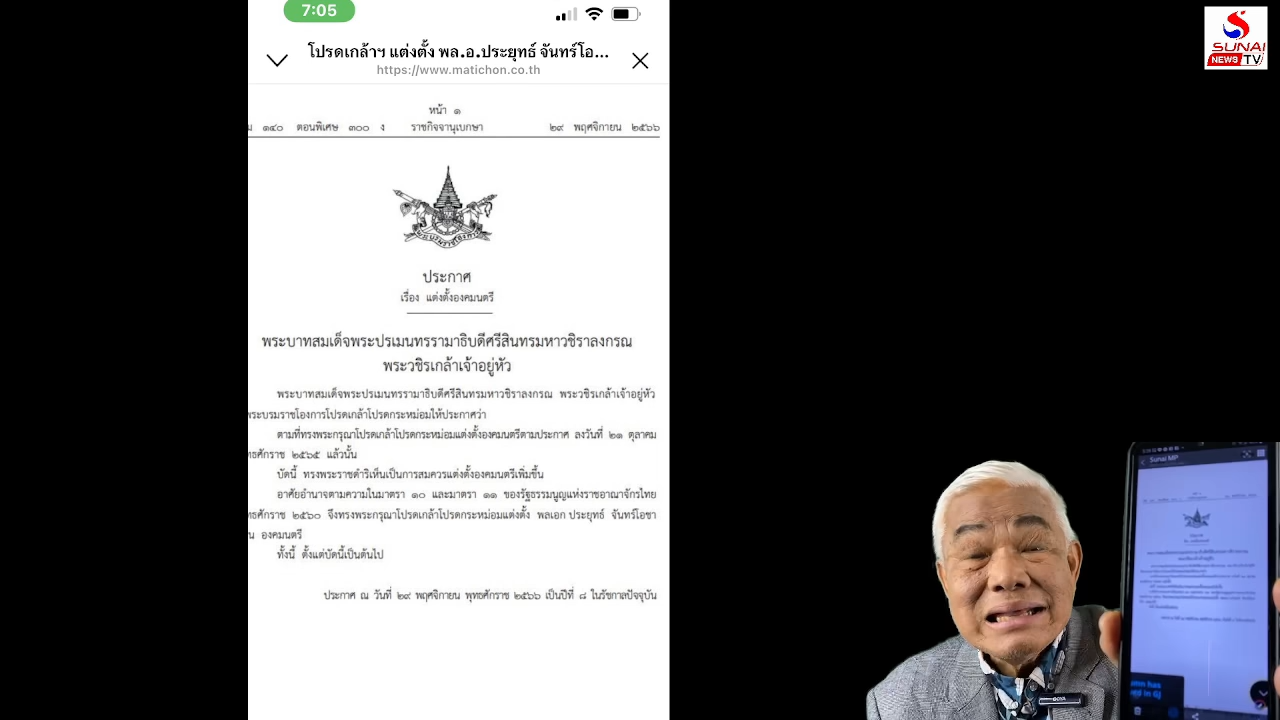 7:05
โปรดเกล้าฯ แต่งตั้ง พล.อ.ประยุทธ์ จันทร์โอ...
https://www.matichon.co.th
SUNAI
NEWS TV
หน้า ๑
๑๔๐ ตอนพิเศษ ๓๐๐ ง ราชกิจจานุเบกษา ๒๙ พฤศจิกายน ๒๕๖๖
ประกาศ
เรื่อง แต่งตั้งองคมนตรี
พระบาทสมเด็จพระปรเมนทรรามาธิบดีศรีสินทรมหาวชิราลงกรณ
พระวชิรเกล้าเจ้าอยู่หัว
พระบาทสมเด็จพระปรเมนทรรามาธิบดีศรีสินทรมหาวชิราลงกรณ พระวชิรเกล้าเจ้าอยู่หัว
พระบรมราชโองการโปรดเกล้าโปรดกระหม่อมให้ประกาศว่า
ตามที่ทรงพระกรุณาโปรดเกล้าโปรดกระหม่อมแต่งตั้งองคมนตรีตามประกาศ ลงวันที่ ๒๑ ตุลาคม
ทธศักราช ๒๕๖๕ แล้วนั้น
บัดนี้ ทรงพระราชดำริเห็นเป็นการสมควรแต่งตั้งองคมนตรีเพิ่มขึ้น
อาศัยอำนาจตามความในมาตรา ๑๐ และมาตรา ๑๑ ของรัฐธรรมนูญแห่งราชอาณาจักรไทย
ทธศักราช ๒๕๖๐ จึงทรงพระกรุณาโปรดเกล้าโปรดกระหม่อมแต่งตั้ง พลเอก ประยุทธ์ จันทร์โอชา
น องคมนตรี
ทั้งนี้ ตั้งแต่บัดนี้เป็นต้นไป
ประกาศ ณ วันที่ ๒๙ พฤศจิกายน พุทธศักราช ๒๕๖๖ เป็นปีที่ ๘ ในรัชกาลปัจจุบัน
Sunai MP